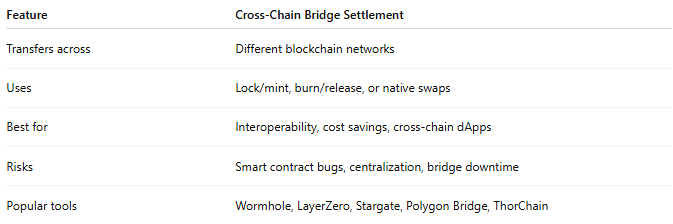 Feature Cross-Chain Bridge Settlement
Transfers across Different blockchain networks
Uses Lock/mint, burn/release, or native swaps
Best for Interoperability, cost savings, cross-chain dApps
Risks Smart contract bugs, centralization, bridge downtime
Popular tools Wormhole, LayerZero, Stargate, Polygon Bridge, ThorChain